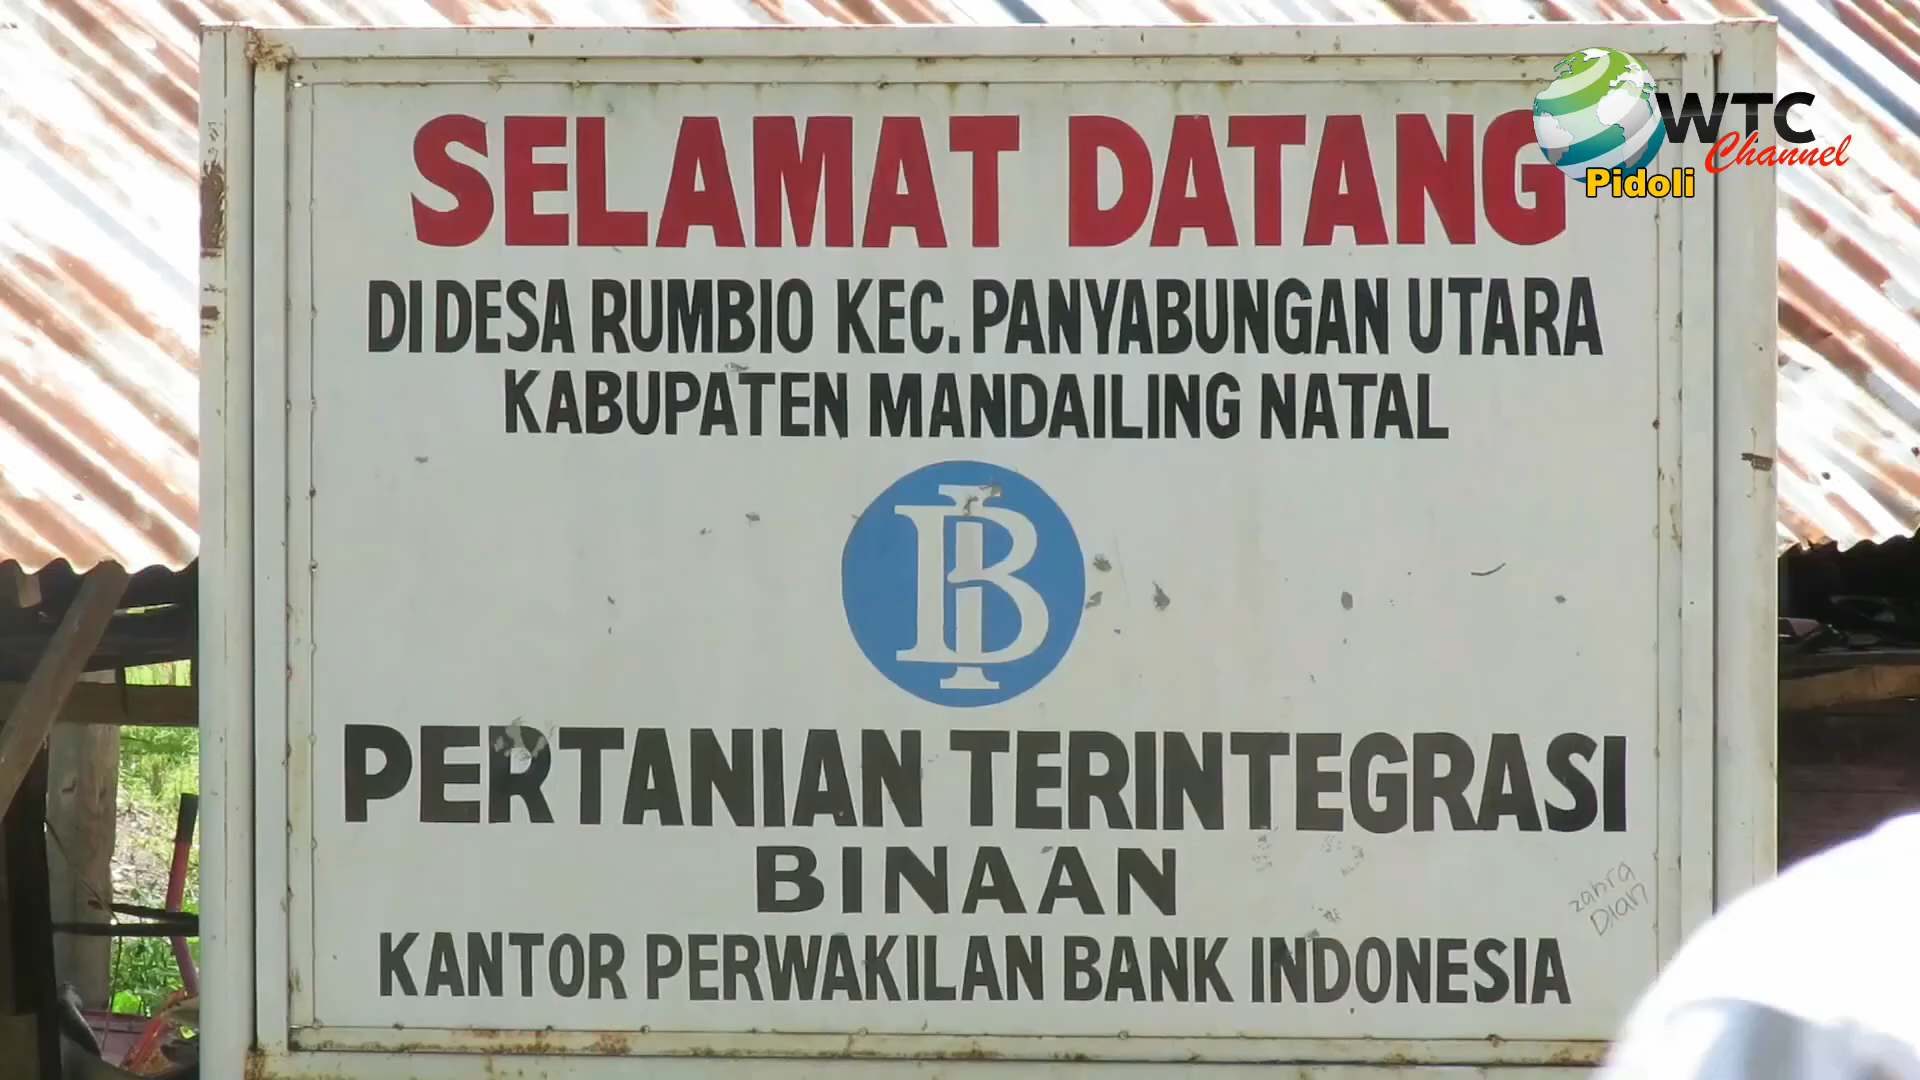 SELAMAT DATANG
DI DESA RUMBIO KEC. PANYABUNGAN UTARA
KABUPATEN MANDAILING NATAL
BI
PERTANIAN TERINTEGRASI
BINAAN
KANTOR PERWAKILAN BANK INDONESIA
zahra
Dian
WTC
Channel
Pidoli